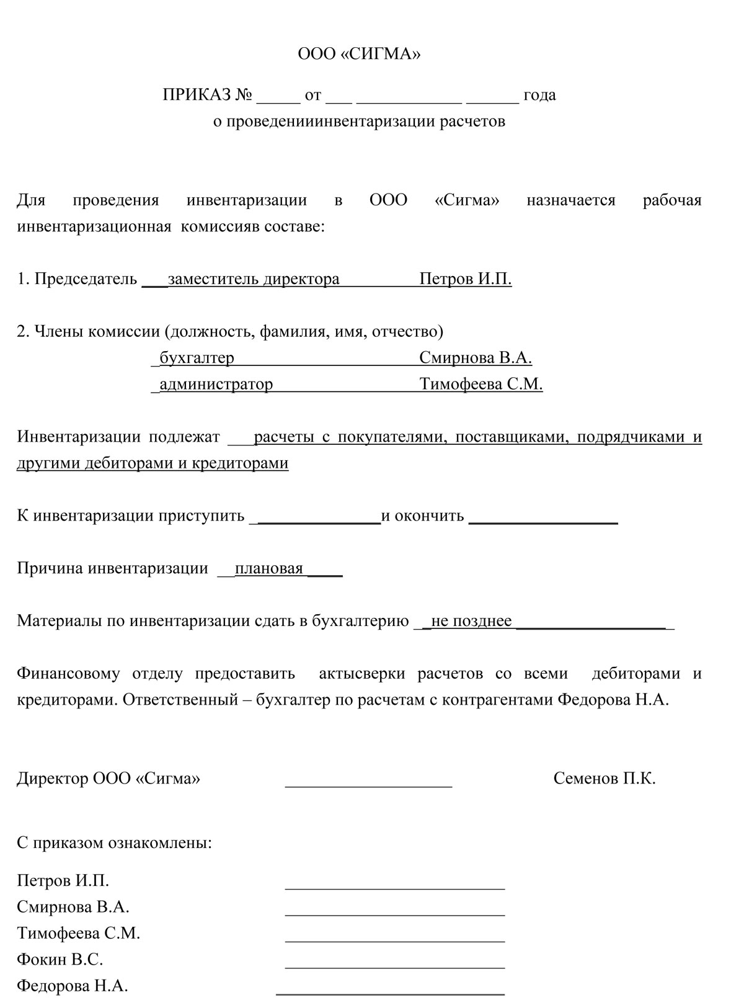 ООО «СИГМА»
ПРИКАЗ № _____ от ___ ____________ ______ года
о проведенииинвентаризации расчетов
Для проведения инвентаризации в ООО «Сигма» назначается рабочая
инвентаризационная комиссияв составе:
1. Председатель ___заместитель директора Петров И.П.
2. Члены комиссии (должность, фамилия, имя, отчество)
_бухгалтер Смирнова В.А.
_администратор Тимофеева С.М.
Инвентаризации подлежат ___расчеты с покупателями, поставщиками, подрядчиками и
другими дебиторами и кредиторами
К инвентаризации приступить _______________и окончить _________________
Причина инвентаризации __плановая ____
Материалы по инвентаризации сдать в бухгалтерию __не позднее __________________
Финансовому отделу предоставить актысверки расчетов со всеми дебиторами и
кредиторами. Ответственный – бухгалтер по расчетам с контрагентами Федорова Н.А.
Директор ООО «Сигма» ___________________ Семенов П.К.
С приказом ознакомлены:
Петров И.П. _________________________
Смирнова В.А. _________________________
Тимофеева С.М. _________________________
Фокин В.С. _________________________
Федорова Н.А. __________________________